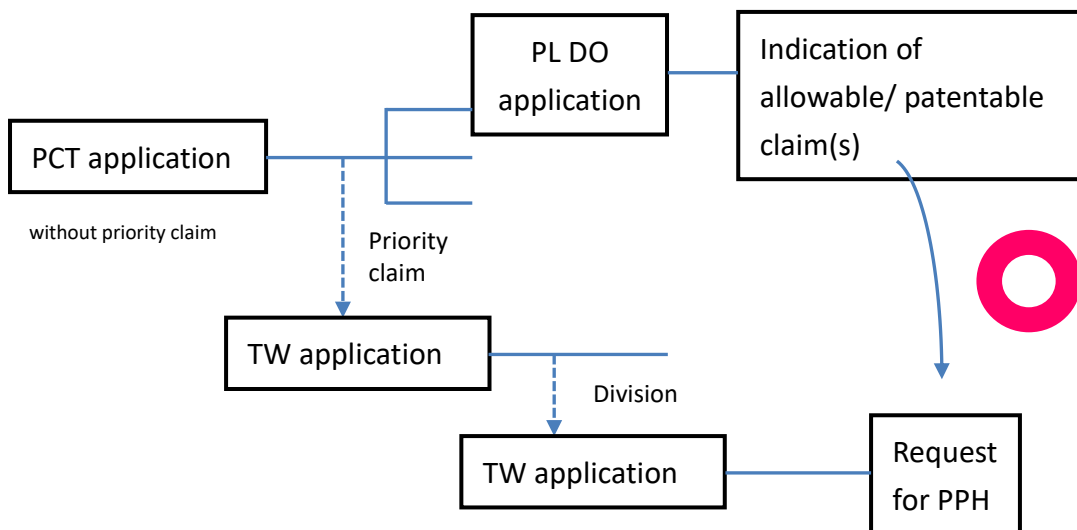 PL DO
application
Indication of
allowable/ patentable
claim(s)
PCT application
without priority claim
Priority
claim
TW application
Division
TW application
Request
for PPH